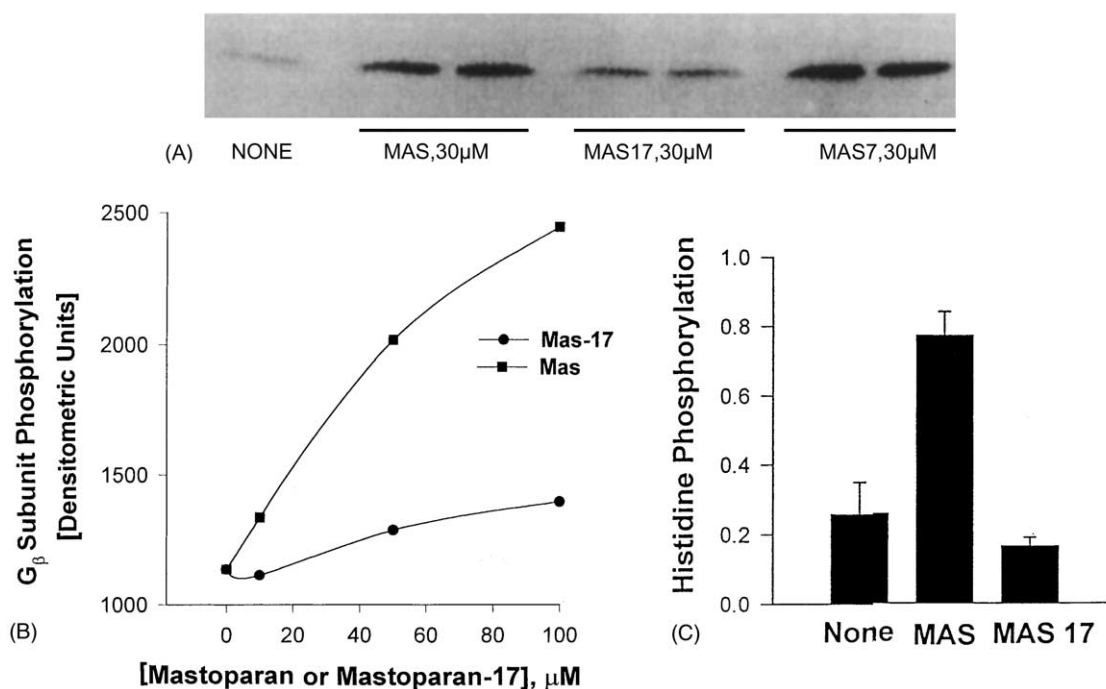 (A) NONE MAS,30µM MAS17,30µM MAS7,30µM
2500
2000
1500
1000
Gβ Subunit Phosphorylation
[Densitometric Units]
Mas-17
Mas
0 20 40 60 80 100
(B)
[Mastoparan or Mastoparan-17], µM
Histidine Phosphorylation
1.0
0.8
0.6
0.4
0.2
0.0
(C)
None MAS MAS 17